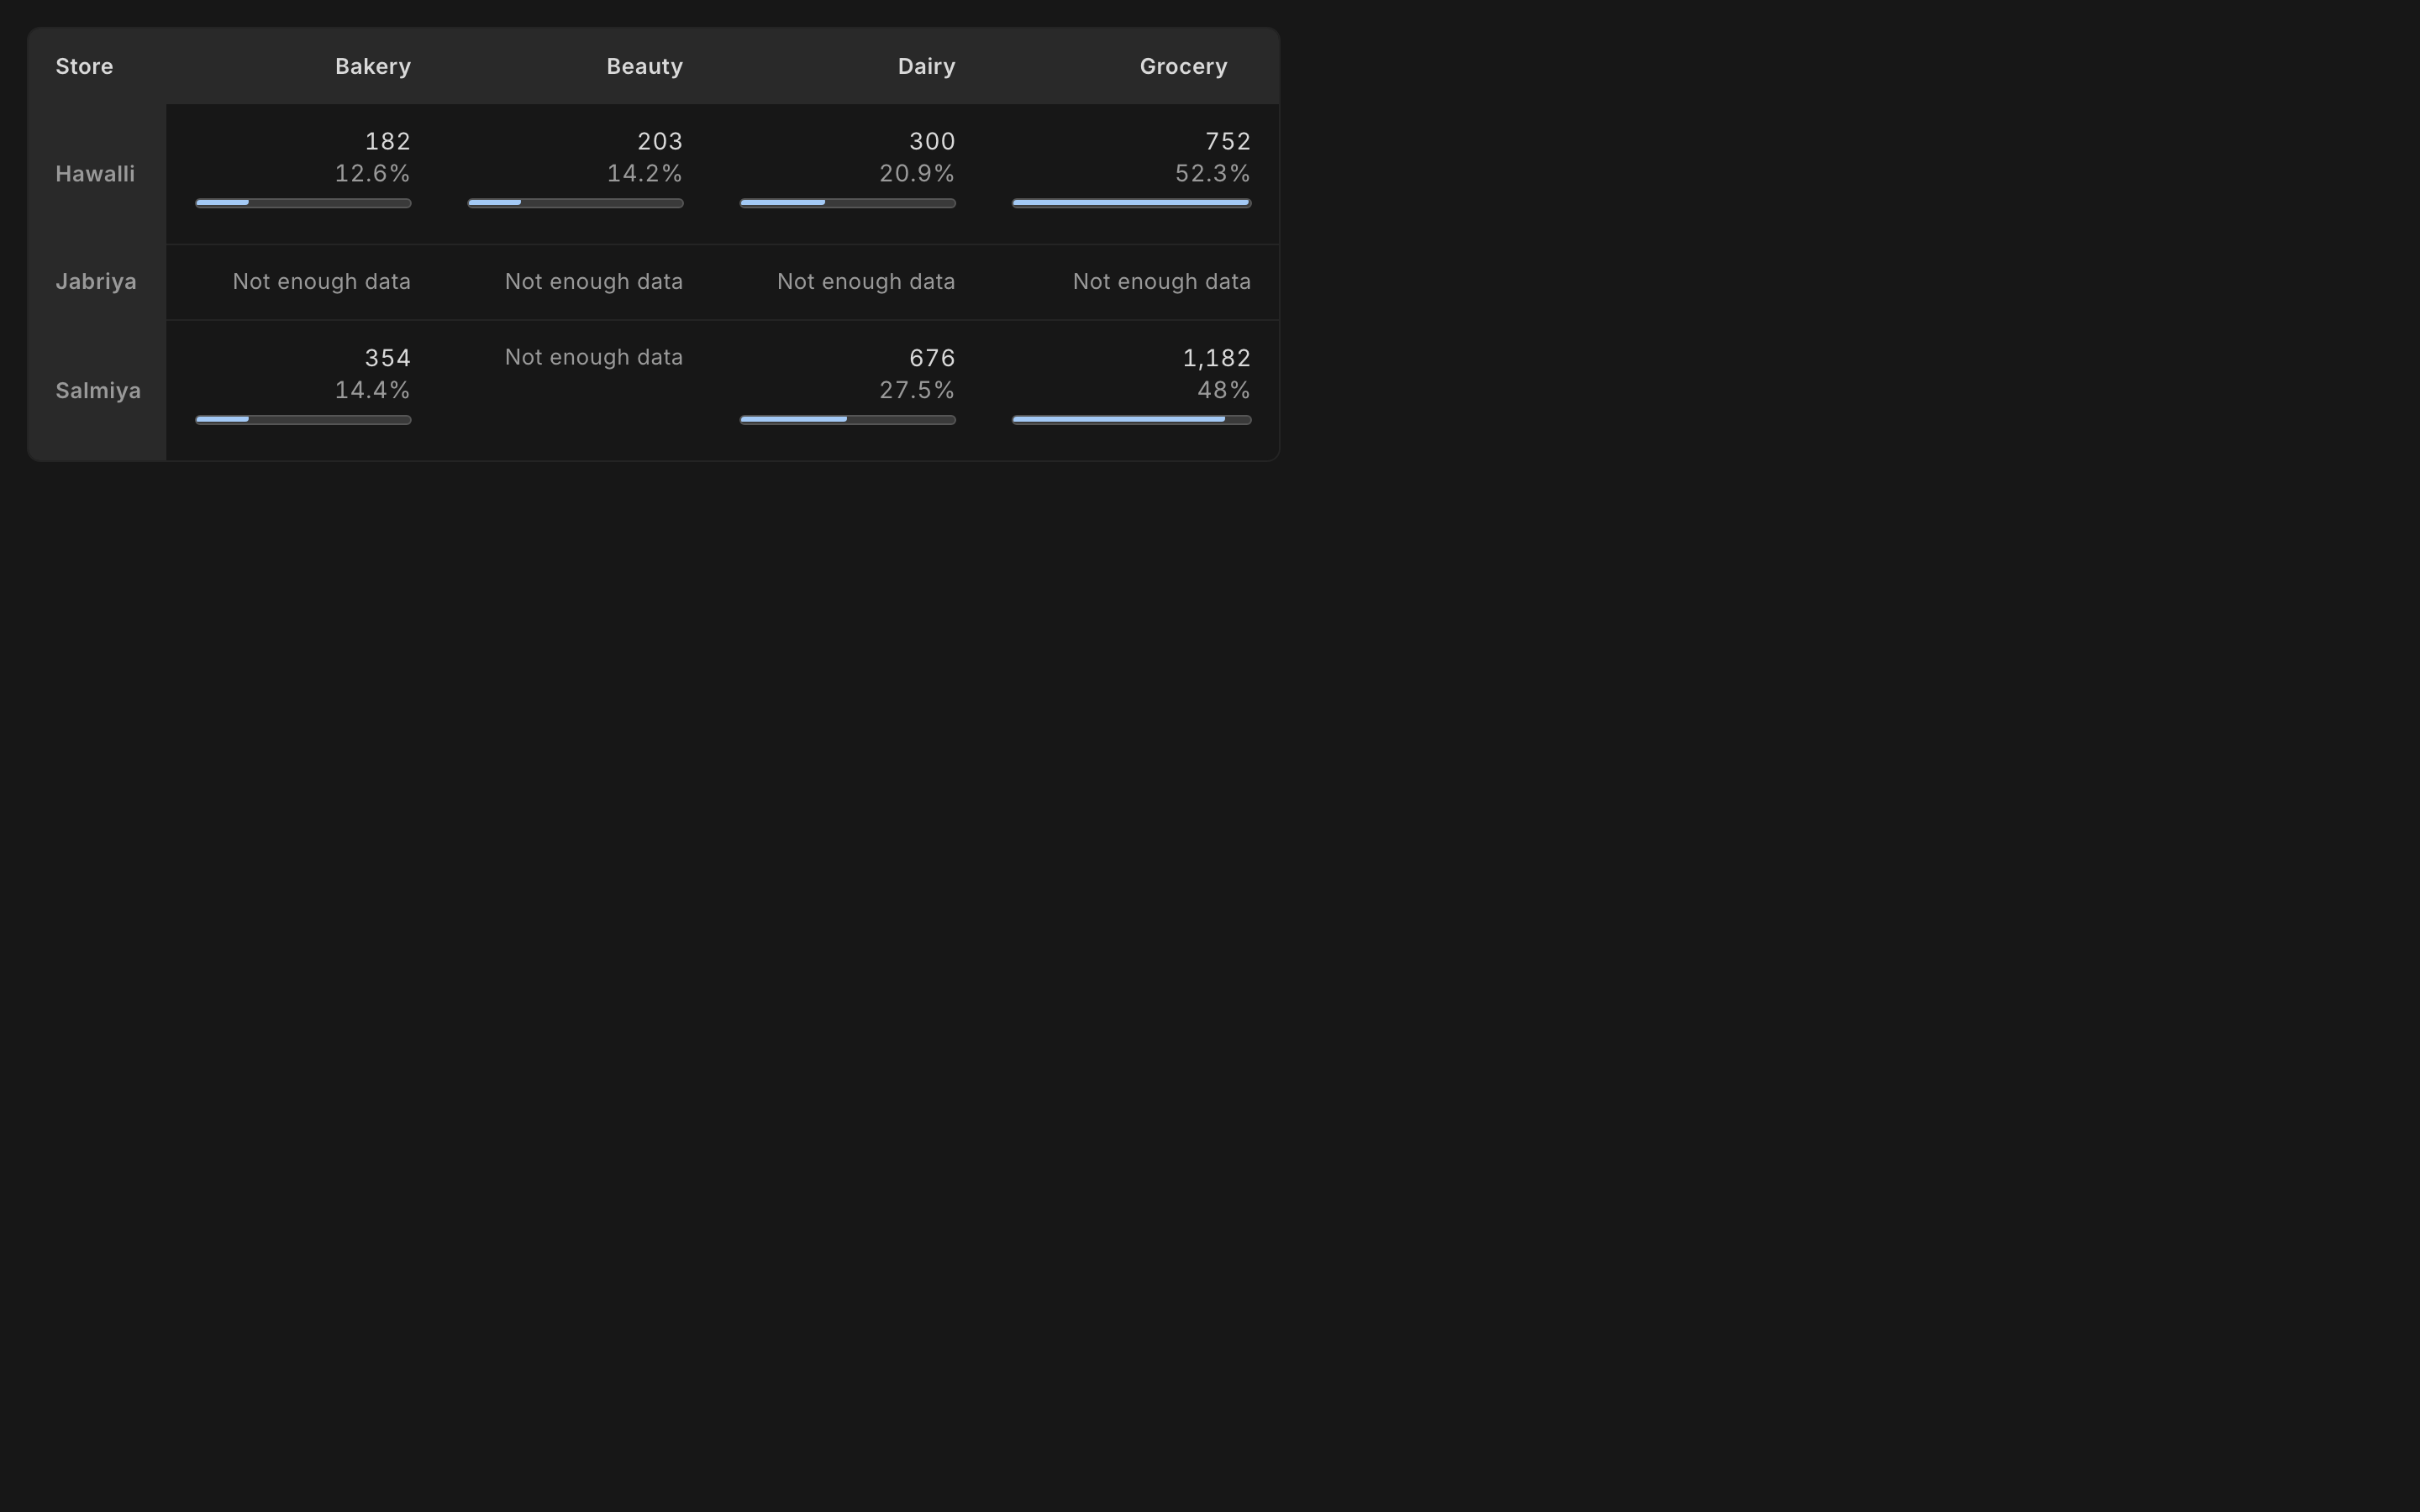 Store Bakery Beauty Dairy Grocery
Hawalli
182
12.6%
203
14.2%
300
20.9%
752
52.3%
Jabriya Not enough data Not enough data Not enough data Not enough data
Salmiya
354
14.4%
Not enough data
676
27.5%
1,182
48%